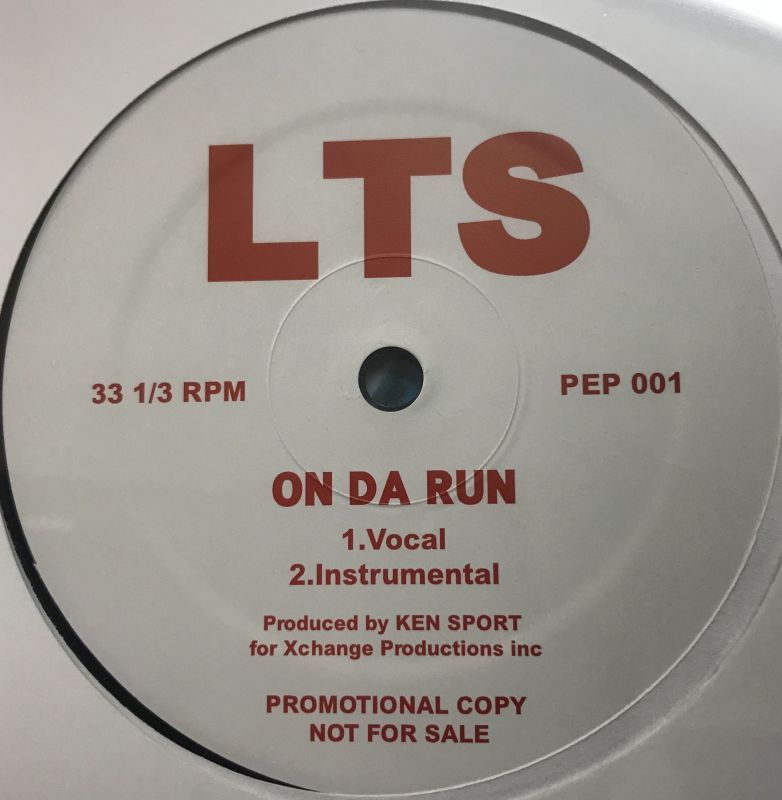 LTS
33 1/3 RPM
PEP 001
ON DA RUN
1.Vocal
2.Instrumental
Produced by KEN SPORT
for Xchange Productions inc
PROMOTIONAL COPY
NOT FOR SALE